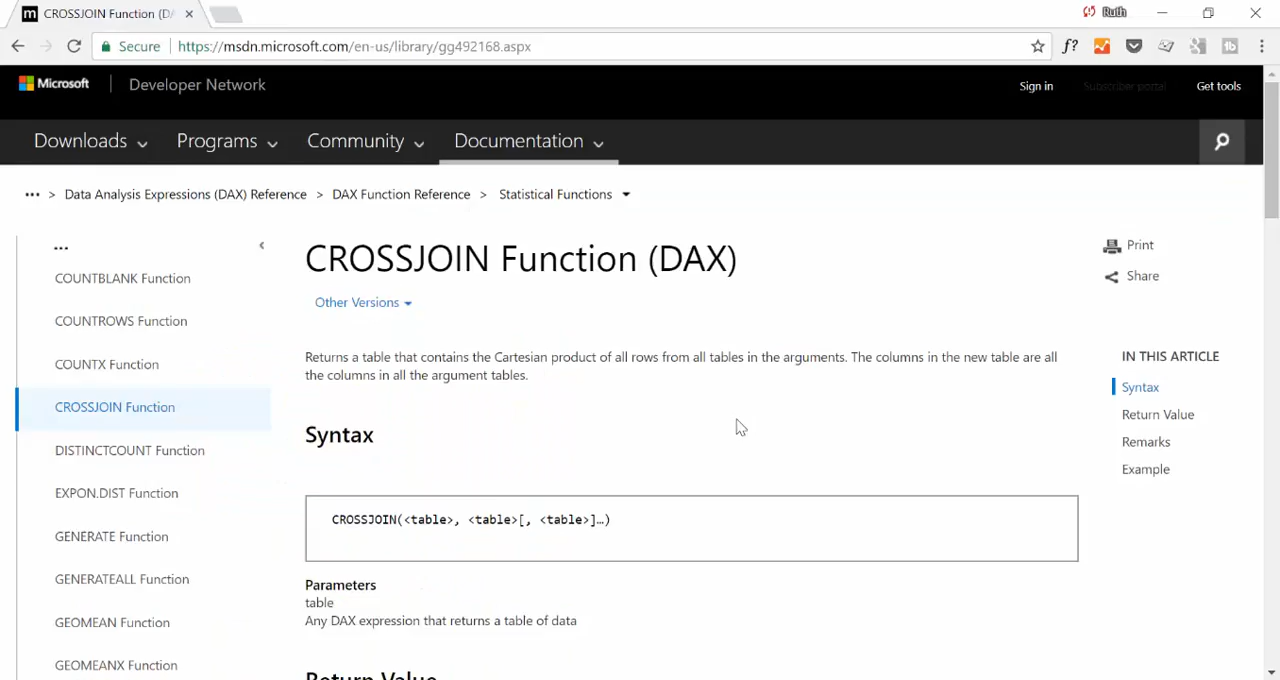 CROSSJOIN Function (DA
Ruth
Secure https://msdn.microsoft.com/en-us/library/gg492168.aspx
f?
Microsoft Developer Network
Sign in Subscriber portal Get tools
Downloads Programs Community Documentation
... > Data Analysis Expressions (DAX) Reference > DAX Function Reference > Statistical Functions
...
COUNTBLANK Function
COUNTROWS Function
COUNTX Function
CROSSJOIN Function
DISTINCTCOUNT Function
EXPON.DIST Function
GENERATE Function
GENERATEALL Function
GEOMEAN Function
GEOMEANX Function
CROSSJOIN Function (DAX)
Other Versions
Returns a table that contains the Cartesian product of all rows from all tables in the arguments. The columns in the new table are all
the columns in all the argument tables.
Syntax
CROSSJOIN(<table>, <table>[, <table>]…)
Parameters
table
Any DAX expression that returns a table of data
Return Value
Print
Share
IN THIS ARTICLE
Syntax
Return Value
Remarks
Example